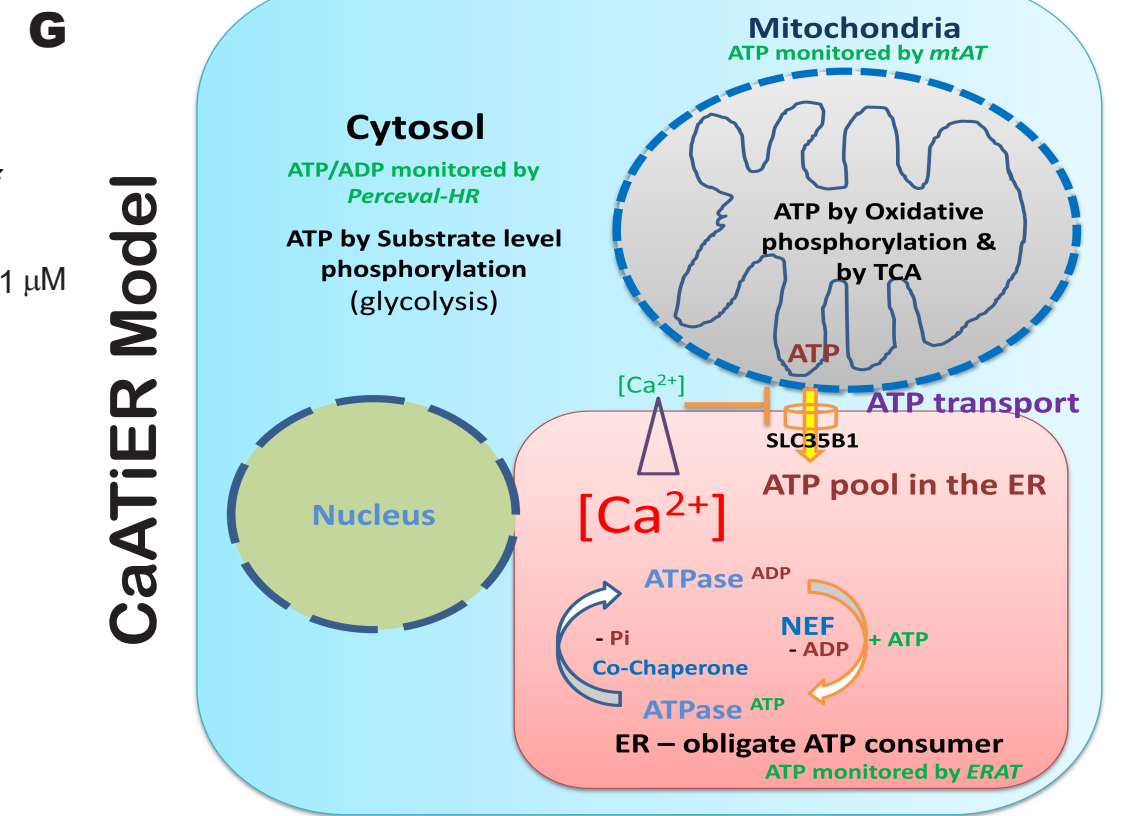 G
*
1 μM
CaATiER Model
Mitochondria
ATP monitored by mtAT
Cytosol
ATP/ADP monitored by
Perceval-HR
ATP by Substrate level
phosphorylation
(glycolysis)
ATP by Oxidative
phosphorylation &
by TCA
ATP
[Ca²⁺]
ATP transport
SLC35B1
ATP pool in the ER
[Ca²⁺]
Nucleus
ATPase ADP
NEF
- Pi
- ADP
+ ATP
Co-Chaperone
ATPase ATP
ER – obligate ATP consumer
ATP monitored by ERAT